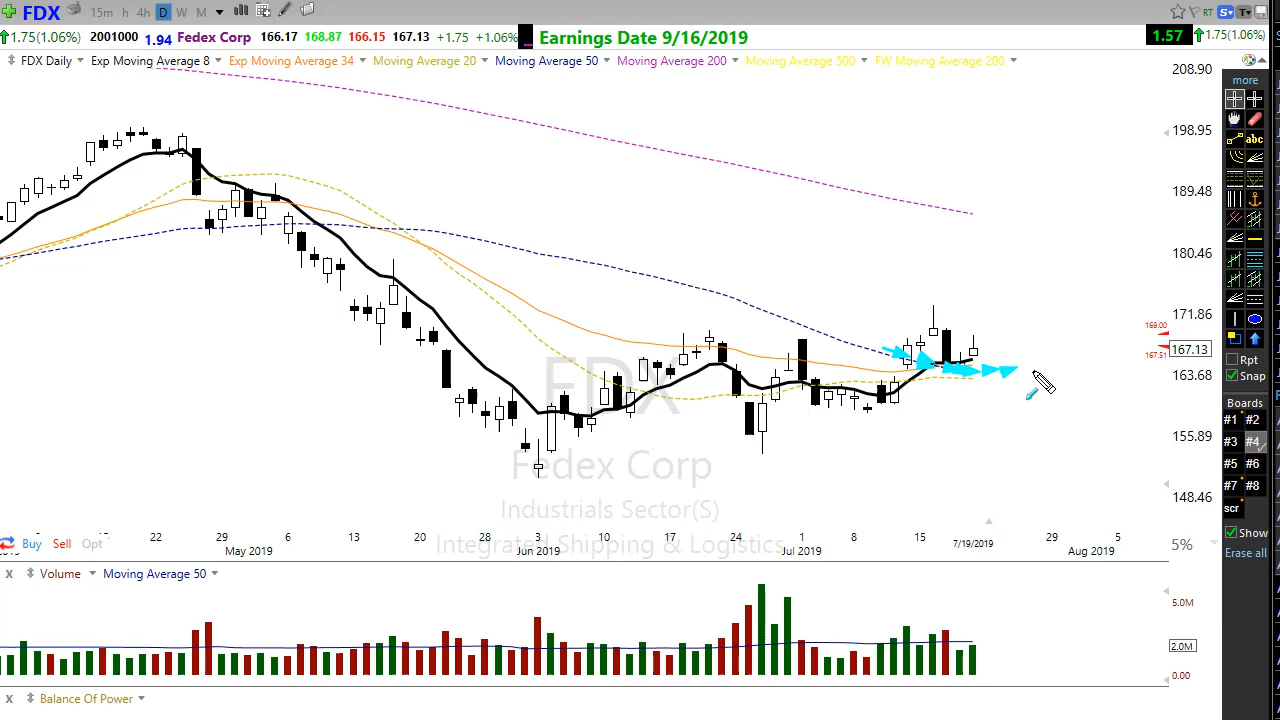 FDX 15m h 4h D W M RT S T
1.75(1.06%) 2001000 1.94 Fedex Corp 166.17 168.87 166.15 167.13 +1.75 +1.06% Earnings Date 9/16/2019 1.57 1.75(1.06%)
FDX Daily Exp Moving Average 8 Exp Moving Average 34 Moving Average 20 Moving Average 50 Moving Average 200 Moving Average 500 FW Moving Average 200
208.90
more
198.95
abc
189.48
180.46
171.86
169.00
167.13
167.51
Rpt
163.68
Snap
FDX
Boards
#1 #2
155.89
#3 #4
Fedex Corp
#5 #6
#7 #8
148.46
Industrials Sector(S)
scr
22 29 6 13 20 28 3 10 17 24 1 8 15 7/19/2019 29 5
Show
Buy Sell Opt
Integrated Shipping & Logistics
5%
May 2019 Jun 2019 Jul 2019 Aug 2019
Erase all
x Volume Moving Average 50
5.0M
2.0M
0.00
x Balance Of Power